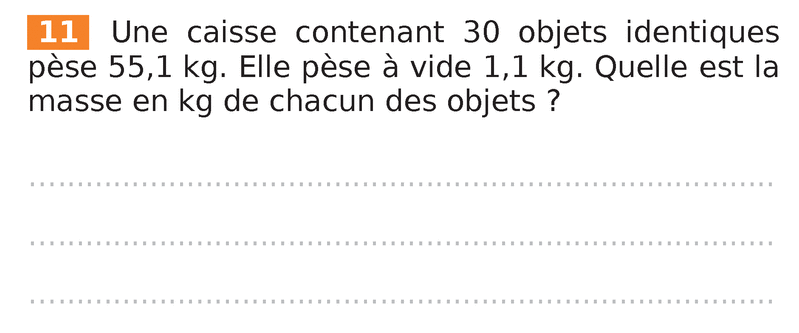 11 Une caisse contenant 30 objets identiques
pèse 55,1 kg. Elle pèse à vide 1,1 kg. Quelle est la
masse en kg de chacun des objets ?